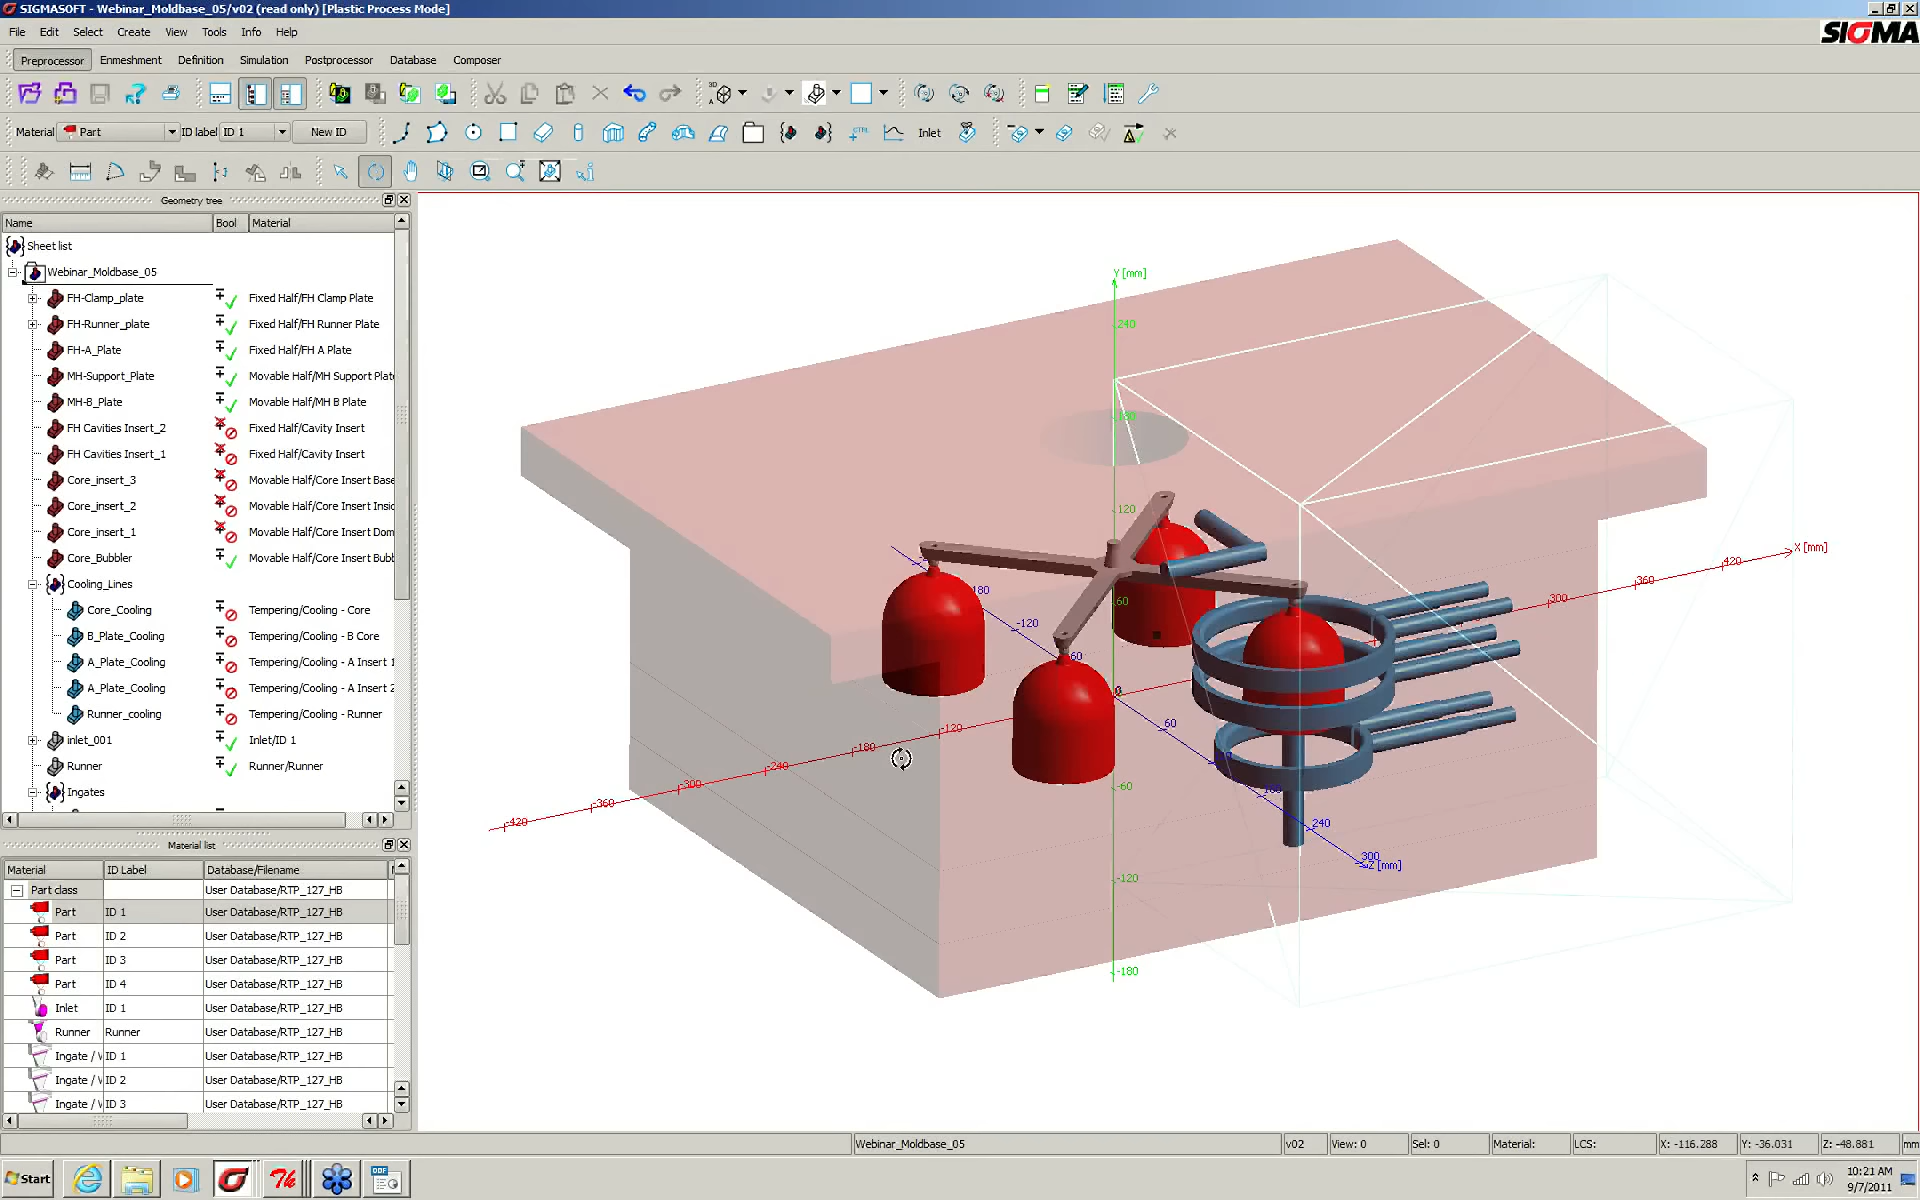 SIGMASOFT - Webinar_Moldbase_05/v02 (read only) [Plastic Process Mode]
File Edit Select Create View Tools Info Help
SIGMA
Preprocessor Enmeshment Definition Simulation Postprocessor Database Composer
Material Part ID label ID 1 New ID Inlet
Geometry tree
Name Bool Material
Sheet list
Webinar_Moldbase_05
FH-Clamp_plate Fixed Half/FH Clamp Plate
FH-Runner_plate Fixed Half/FH Runner Plate
FH-A_Plate Fixed Half/FH A Plate
MH-Support_Plate Movable Half/MH Support Plate
MH-B_Plate Movable Half/MH B Plate
FH Cavities Insert_2 Fixed Half/Cavity Insert
FH Cavities Insert_1 Fixed Half/Cavity Insert
Core_insert_3 Movable Half/Core Insert Base
Core_insert_2 Movable Half/Core Insert Insid
Core_insert_1 Movable Half/Core Insert Dom
Core_Bubbler Movable Half/Core Insert Bubb
Cooling_Lines
Core_Cooling Tempering/Cooling - Core
B_Plate_Cooling Tempering/Cooling - B Core
A_Plate_Cooling Tempering/Cooling - A Insert 1
A_Plate_Cooling Tempering/Cooling - A Insert 2
Runner_cooling Tempering/Cooling - Runner
inlet_001 Inlet/ID 1
Runner Runner/Runner
Ingates
Material list
Material ID Label Database/Filename
Part class User Database/RTP_127_HB
Part ID 1 User Database/RTP_127_HB
Part ID 2 User Database/RTP_127_HB
Part ID 3 User Database/RTP_127_HB
Part ID 4 User Database/RTP_127_HB
Inlet ID 1 User Database/RTP_127_HB
Runner Runner User Database/RTP_127_HB
Ingate / \ ID 1 User Database/RTP_127_HB
Ingate / \ ID 2 User Database/RTP_127_HB
Ingate / \ ID 3 User Database/RTP_127_HB
Y [mm]
240
180
120
60
0
-60
-120
-180
X [mm]
420
360
300
-120
-180
-240
-300
-360
-420
-180
-120
-60
60
180
240
300
Z [mm]
Webinar_Moldbase_05 v02 View: 0 Sel: 0 Material: LCS: X: -116.288 Y: -36.031 Z: -48.881 mm
Start 10:21 AM
9/7/2011